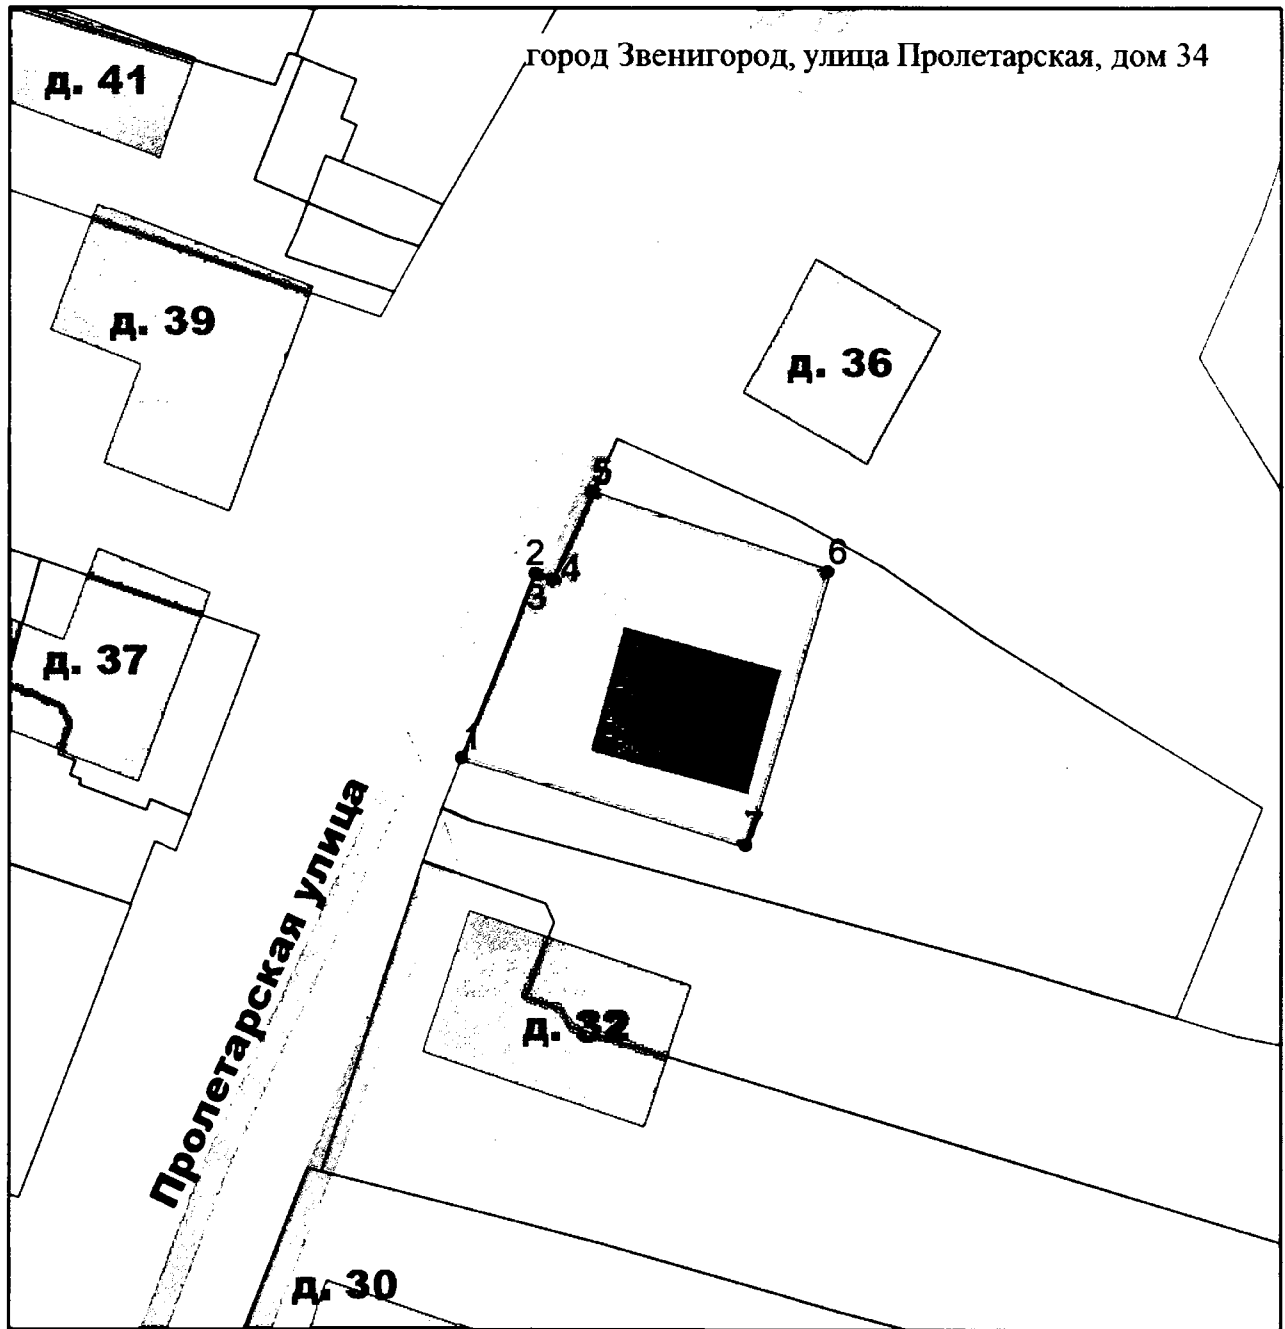 город Звенигород, улица Пролетарская, дом 34
д. 41
д. 39
д. 36
5
2
4
6
3
д. 37
1
7
Пролетарская улица
д. 32
д. 30